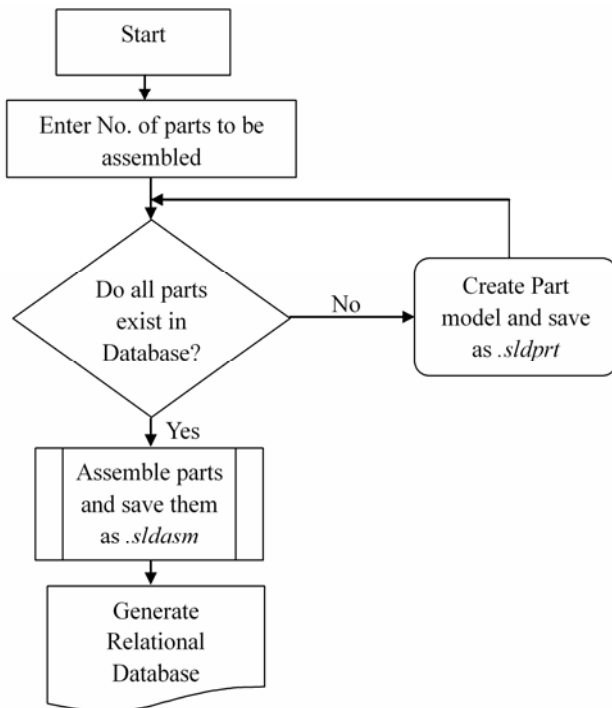 Start
Enter No. of parts to be
assembled
Do all parts
exist in
Database?
No
Create Part
model and save
as .sldprt
Yes
Assemble parts
and save them
as .sldasm
Generate
Relational
Database